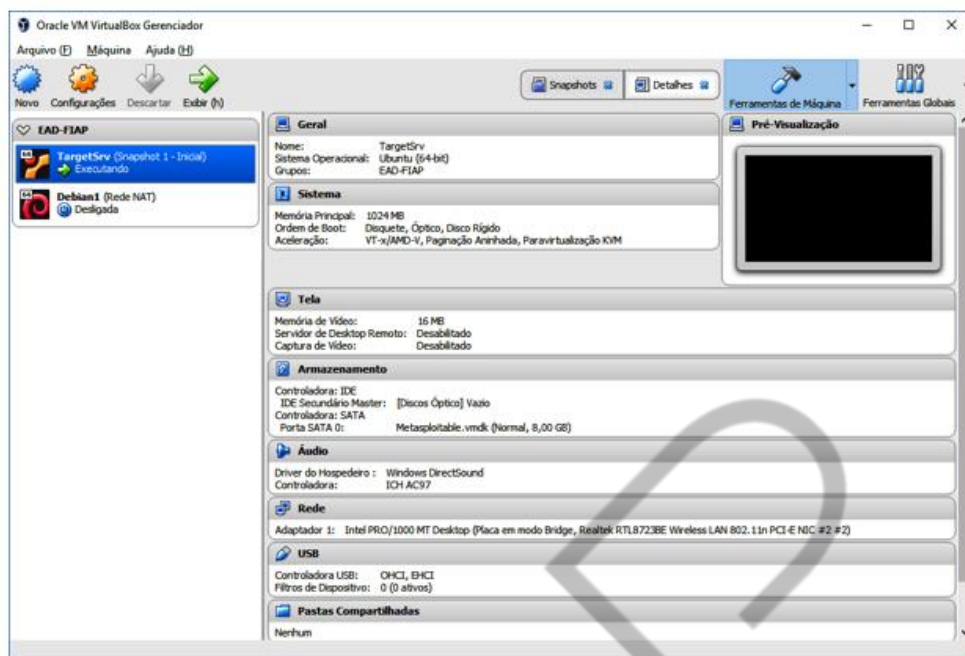 Oracle VM VirtualBox Gerenciador
Arquivo (F) Máquina Ajuda (H)
Novo Configurações Descartar Exibir (h)
Snapshots Detalhes
Ferramentas de Máquina Ferramentas Globais
EAD-FIAP
TargetSrv (Snapshot 1 - Inicial)
Executando
Debian1 (Rede NAT)
Desligada
Geral
Nome: TargetSrv
Sistema Operacional: Ubuntu (64-bit)
Grupos: EAD-FIAP
Pré-Visualização
Sistema
Memória Principal: 1024 MB
Ordem de Boot: Disquete, Óptico, Disco Rígido
Aceleração: VT-x/AMD-V, Paginação Aninhada, Paravirtualização KVM
Tela
Memória de Vídeo: 16 MB
Servidor de Desktop Remoto: Desabilitado
Captura de Vídeo: Desabilitado
Armazenamento
Controladora: IDE
IDE Secundário Master: [Discos Óptico] Vazio
Controladora: SATA
Porta SATA 0: Metasploitable.vmdk (Normal, 8,00 GB)
Áudio
Driver do Hospedeiro : Windows DirectSound
Controladora: ICH AC97
Rede
Adaptador 1: Intel PRO/1000 MT Desktop (Placa em modo Bridge, Realtek RTL8723BE Wireless LAN 802.11n PCI-E NIC #2 #2)
USB
Controladora USB: OHCI, EHCI
Filtros de Dispositivo: 0 (0 ativos)
Pastas Compartilhadas
Nenhum